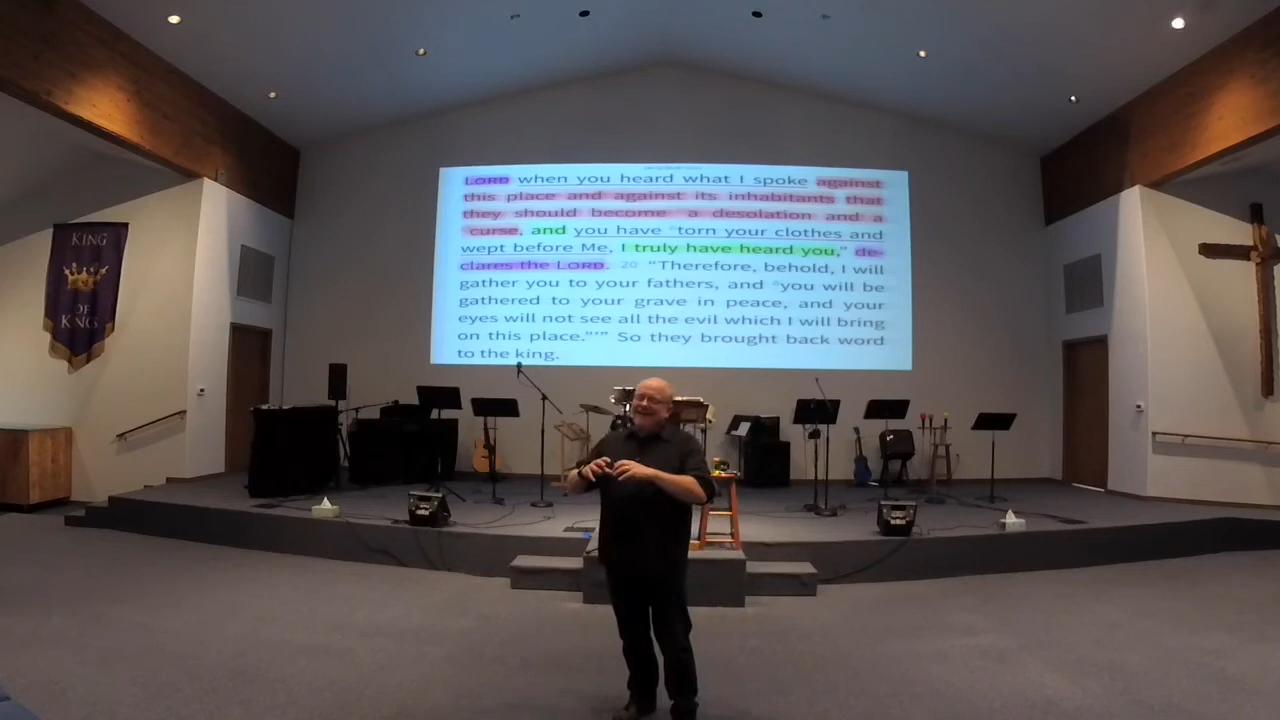 LORD when you heard what I spoke against
this place and against its inhabitants that
they should become a desolation and a
curse, and you have torn your clothes and
wept before Me, I truly have heard you," de-
clares the LORD. 20 "Therefore, behold, I will
gather you to your fathers, and you will be
gathered to your grave in peace, and your
eyes will not see all the evil which I will bring
on this place."'" So they brought back word
to the king.
KING
OF
KINGS